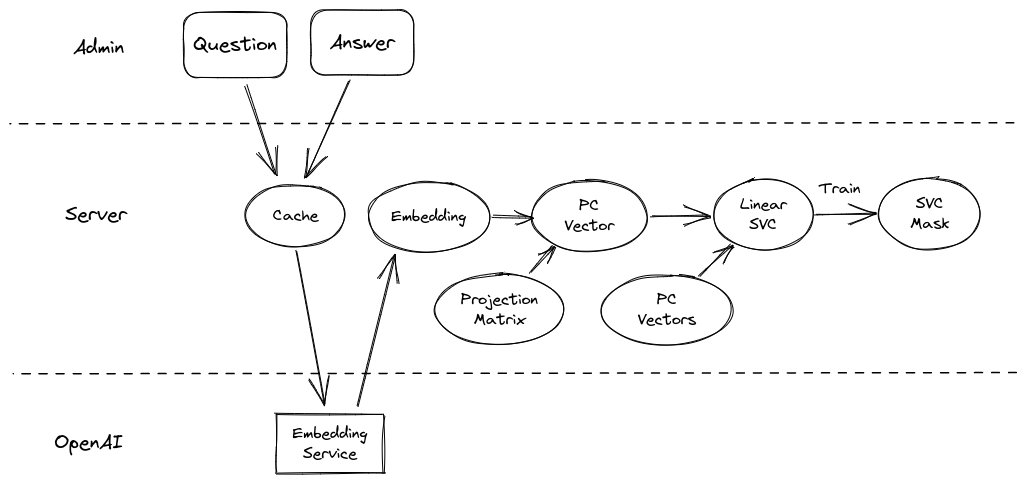 Admin
Question
Answer
Server
Cache
Embedding
PC
Vector
Linear
SVC
Train
SVC
Mask
Projection
Matrix
PC
Vectors
OpenAI
Embedding
Service